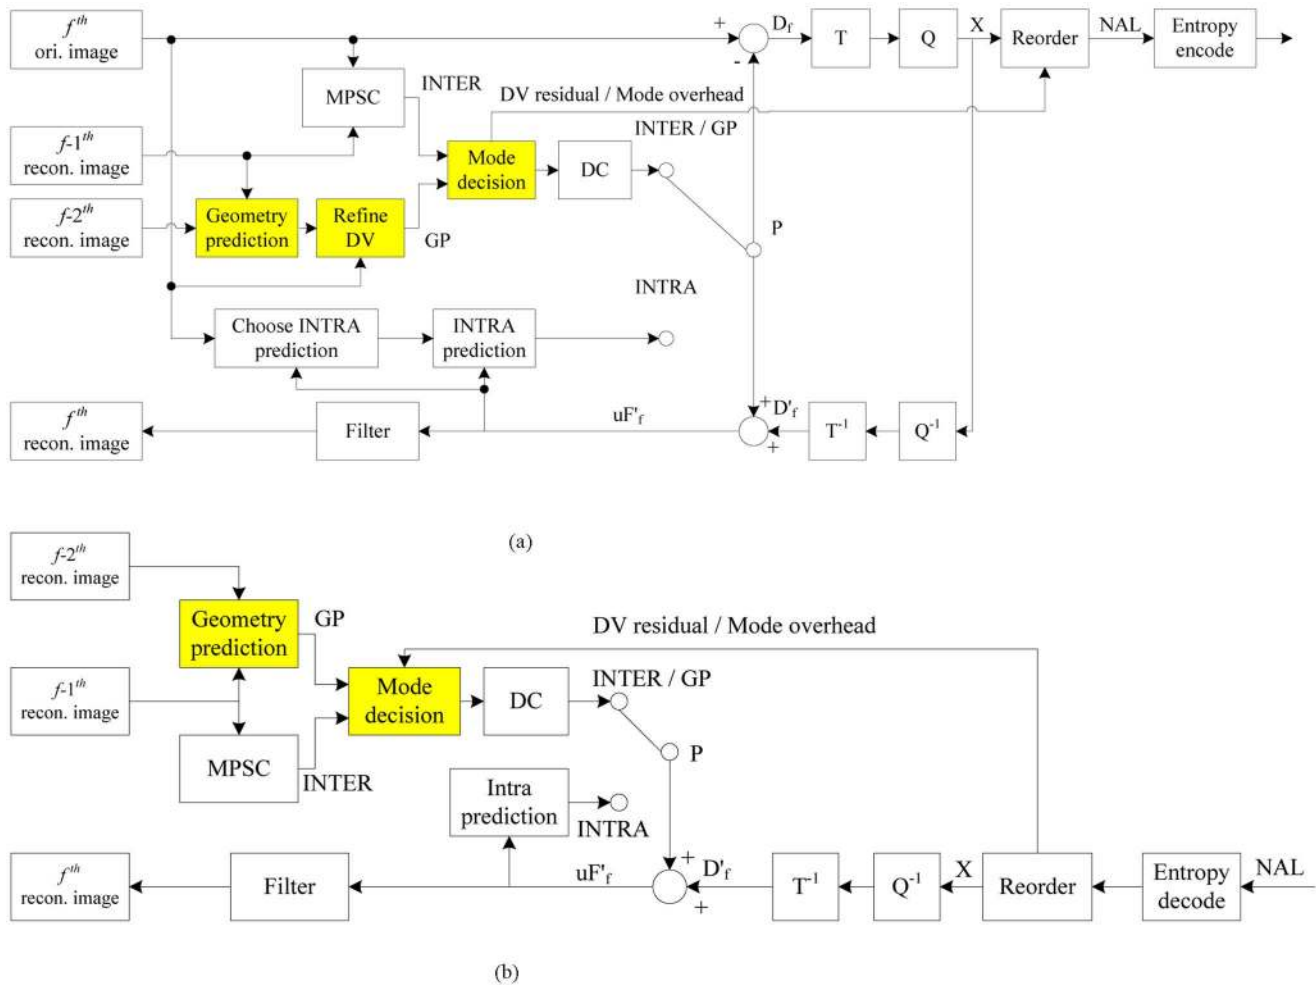 f th
ori. image
+
D_f
T
Q
X
Reorder
NAL
Entropy
encode
-
MPSC
INTER
DV residual / Mode overhead
INTER / GP
f-1 th
recon. image
Mode
decision
DC
f-2 th
recon. image
Geometry
prediction
Refine
DV
GP
P
INTRA
Choose INTRA
prediction
INTRA
prediction
f th
recon. image
Filter
uF'_f
+
D'_f
+
T^-1
Q^-1
(a)
f-2 th
recon. image
Geometry
prediction
GP
DV residual / Mode overhead
f-1 th
recon. image
Mode
decision
DC
INTER / GP
P
MPSC
INTER
Intra
prediction
INTRA
f th
recon. image
Filter
uF'_f
+
D'_f
+
T^-1
Q^-1
X
Reorder
Entropy
decode
NAL
(b)